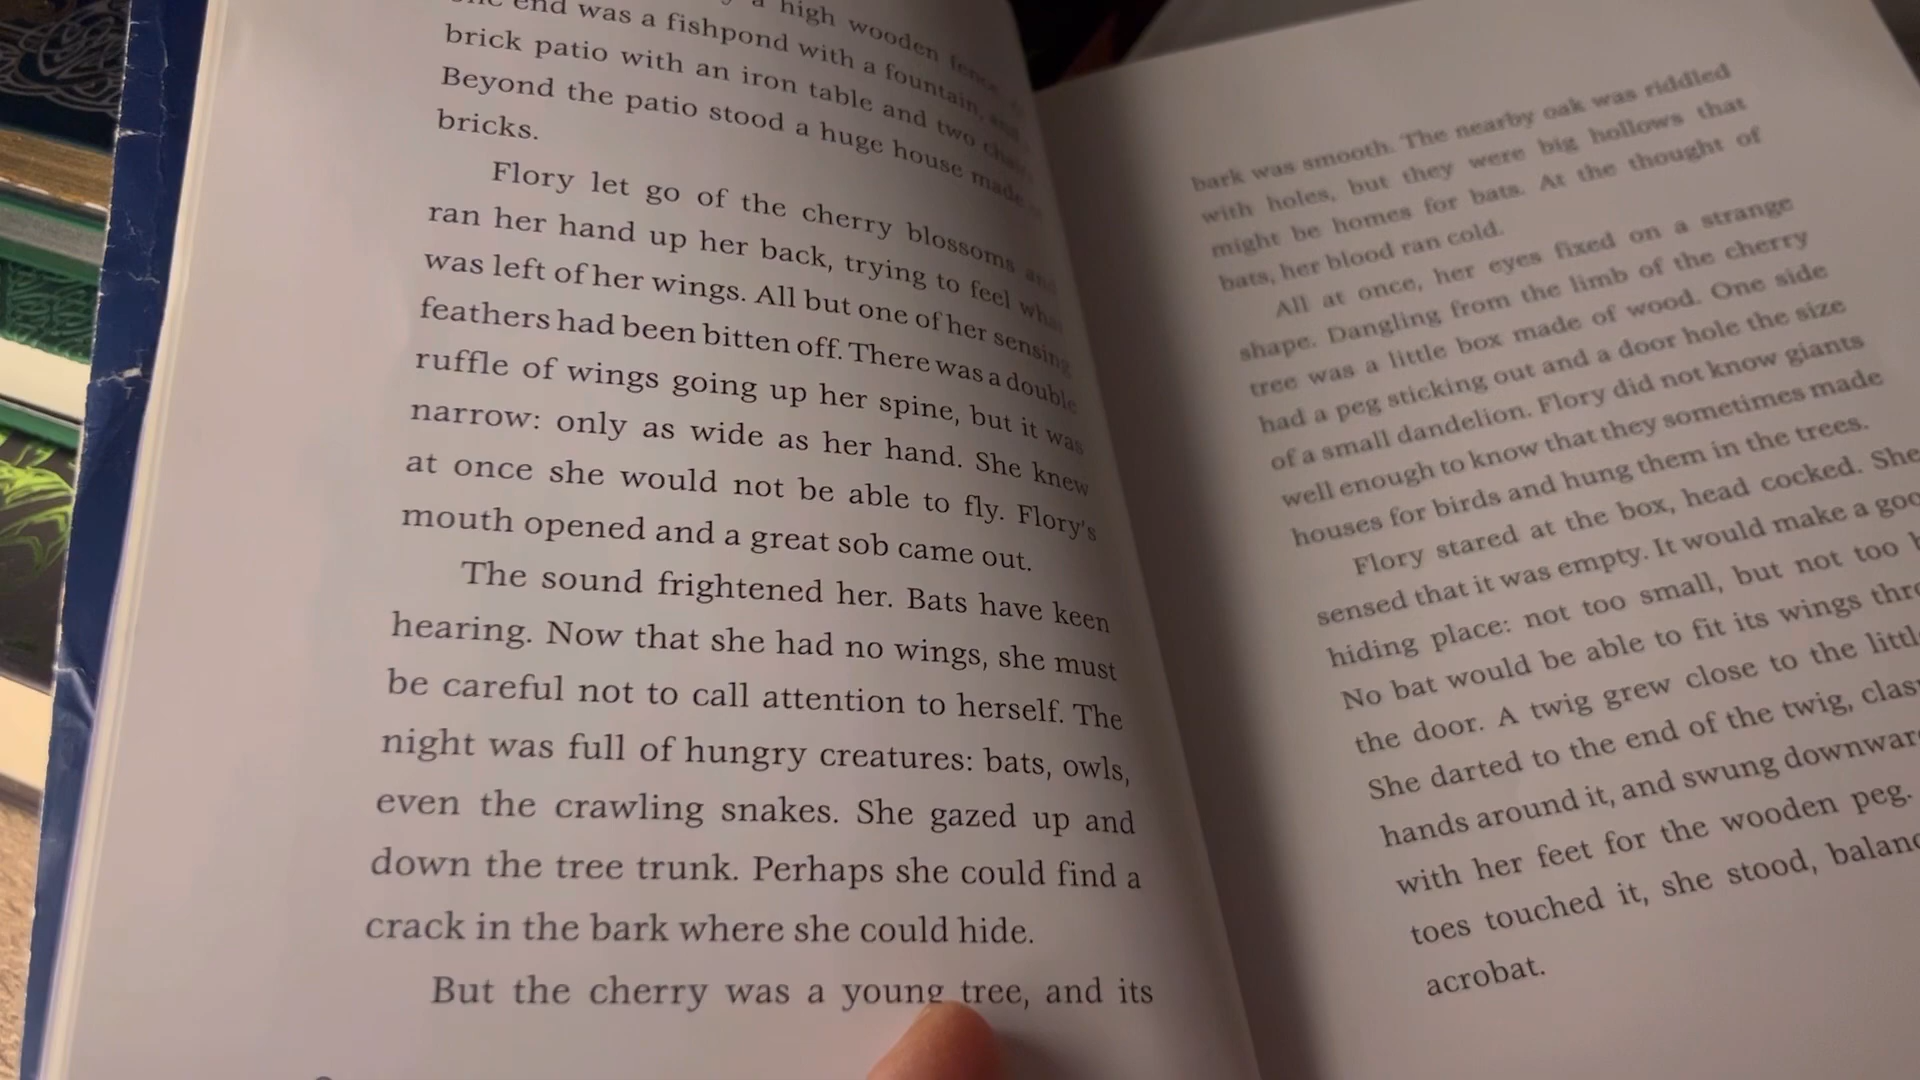 a high wooden fence
end was a fishpond with a fountain, and
brick patio with an iron table and two chairs
Beyond the patio stood a huge house made of
bricks.
Flory let go of the cherry blossoms and
ran her hand up her back, trying to feel what
was left of her wings. All but one of her sensing
feathers had been bitten off. There was a double
ruffle of wings going up her spine, but it was
narrow: only as wide as her hand. She knew
at once she would not be able to fly. Flory's
mouth opened and a great sob came out.
The sound frightened her. Bats have keen
hearing. Now that she had no wings, she must
be careful not to call attention to herself. The
night was full of hungry creatures: bats, owls,
even the crawling snakes. She gazed up and
down the tree trunk. Perhaps she could find a
crack in the bark where she could hide.
But the cherry was a young tree, and its
bark was smooth. The nearby oak was riddled
with holes, but they were big hollows that
might be homes for bats. At the thought of
bats, her blood ran cold.
All at once, her eyes fixed on a strange
shape. Dangling from the limb of the cherry
tree was a little box made of wood. One side
had a peg sticking out and a door hole the size
of a small dandelion. Flory did not know giants
well enough to know that they sometimes made
houses for birds and hung them in the trees.
Flory stared at the box, head cocked. She
sensed that it was empty. It would make a goo
hiding place: not too small, but not too
No bat would be able to fit its wings thro
the door. A twig grew close to the littl
She darted to the end of the twig, clas
hands around it, and swung downwar
with her feet for the wooden peg.
toes touched it, she stood, balanc
acrobat.